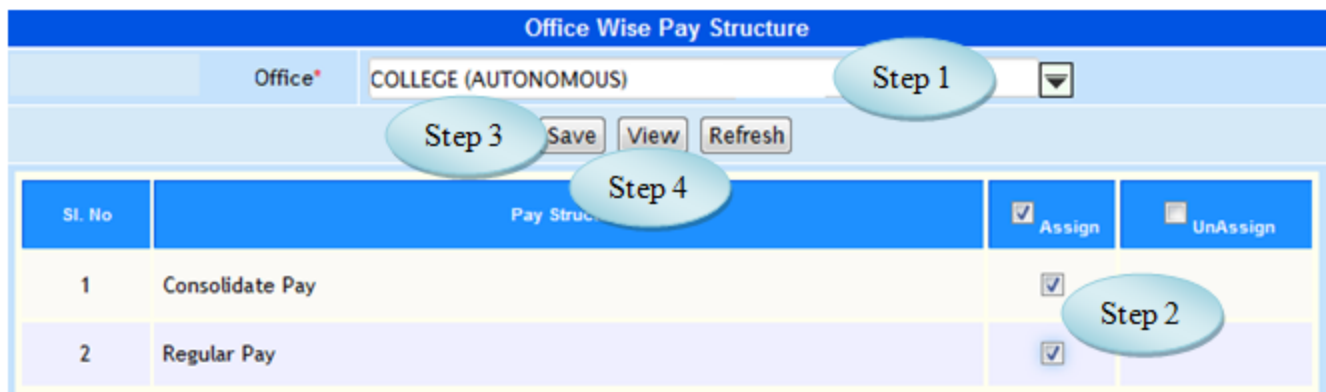 Office Wise Pay Structure
Office* COLLEGE (AUTONOMOUS) Step 1
Step 3 Save View Refresh
Step 4
Sl. No Pay Assign UnAssign
1 Consolidate Pay
Step 2
2 Regular Pay